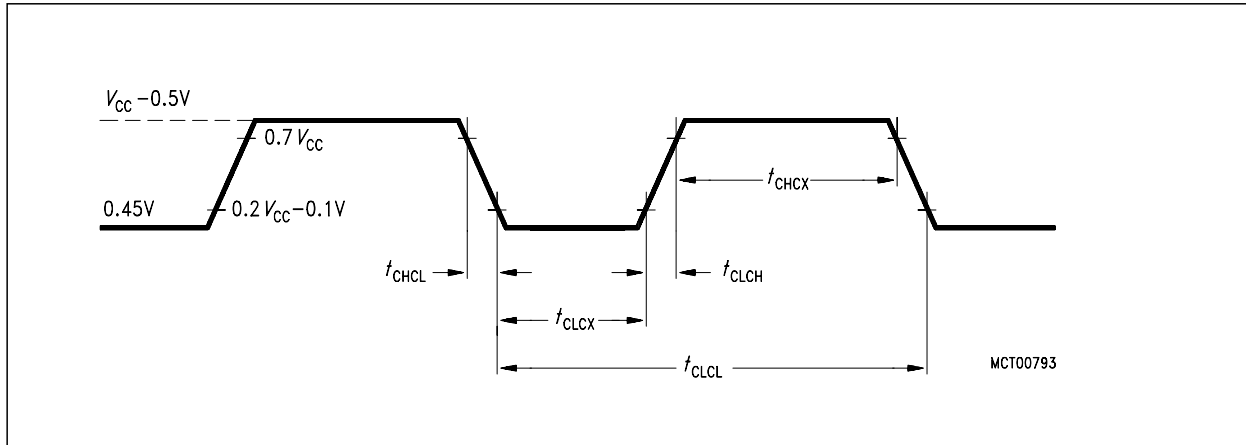 V_CC −0.5V
0.7 V_CC
t_CHCX
0.45V
0.2 V_CC −0.1V
t_CHCL
t_CLCH
t_CLCX
t_CLCL
MCT00793